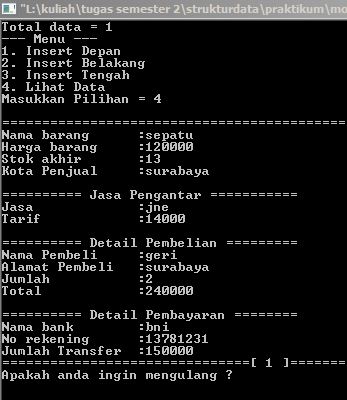 "L:\kuliah\tugas semester 2\strukturdata\praktikum\mo
Total data = 1
--- Menu ---
1. Insert Depan
2. Insert Belakang
3. Insert Tengah
4. Lihat Data
Masukkan Pilihan = 4
===========================================
Nama barang      :sepatu
Harga barang     :120000
Stok akhir       :13
Kota Penjual     :surabaya
========== Jasa Pengantar ===========
Jasa             :jne
Tarif            :14000
========== Detail Pembelian =========
Nama Pembeli     :geri
Alamat Pembeli   :surabaya
Jumlah           :2
Total            :240000
========== Detail Pembayaran ========
Nama bank        :bni
No rekening      :13781231
Jumlah Transfer  :150000
===============================[ 1 ]=======
Apakah anda ingin mengulang ?